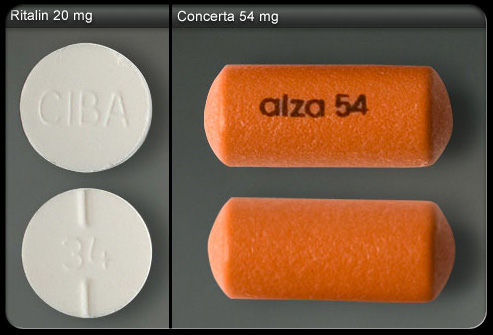 Ritalin 20 mg
Concerta 54 mg
CIBA
alza 54
34